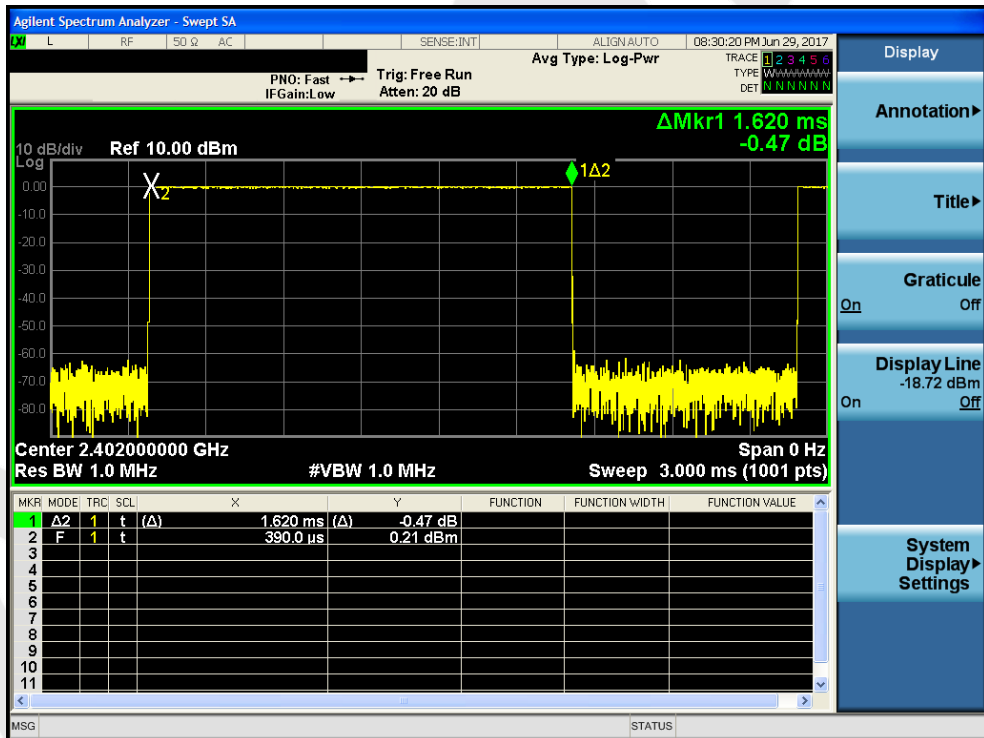 Agilent Spectrum Analyzer - Swept SA
LXI L RF 50 Ω AC SENSE:INT ALIGN AUTO 08:30:20 PM Jun 29, 2017
Display
Avg Type: Log-Pwr
TRACE 1 2 3 4 5 6
PNO: Fast Trig: Free Run
TYPE WWWWWW
IFGain:Low Atten: 20 dB
DET N N N N N N
Annotation
ΔMkr1 1.620 ms
10 dB/div Ref 10.00 dBm -0.47 dB
Log
1Δ2
0.00
2
Title
-10.0
-20.0
-30.0
Graticule
On Off
-40.0
-50.0
-60.0
Display Line
-18.72 dBm
-70.0
On Off
-80.0
Center 2.402000000 GHz Span 0 Hz
Res BW 1.0 MHz #VBW 1.0 MHz Sweep 3.000 ms (1001 pts)
MKR MODE TRC SCL X Y FUNCTION FUNCTION WIDTH FUNCTION VALUE
1 Δ2 1 t (Δ) 1.620 ms (Δ) -0.47 dB
2 F 1 t 390.0 µs 0.21 dBm
3
4
5
6
7
8
9
10
11
System
Display
Settings
MSG STATUS